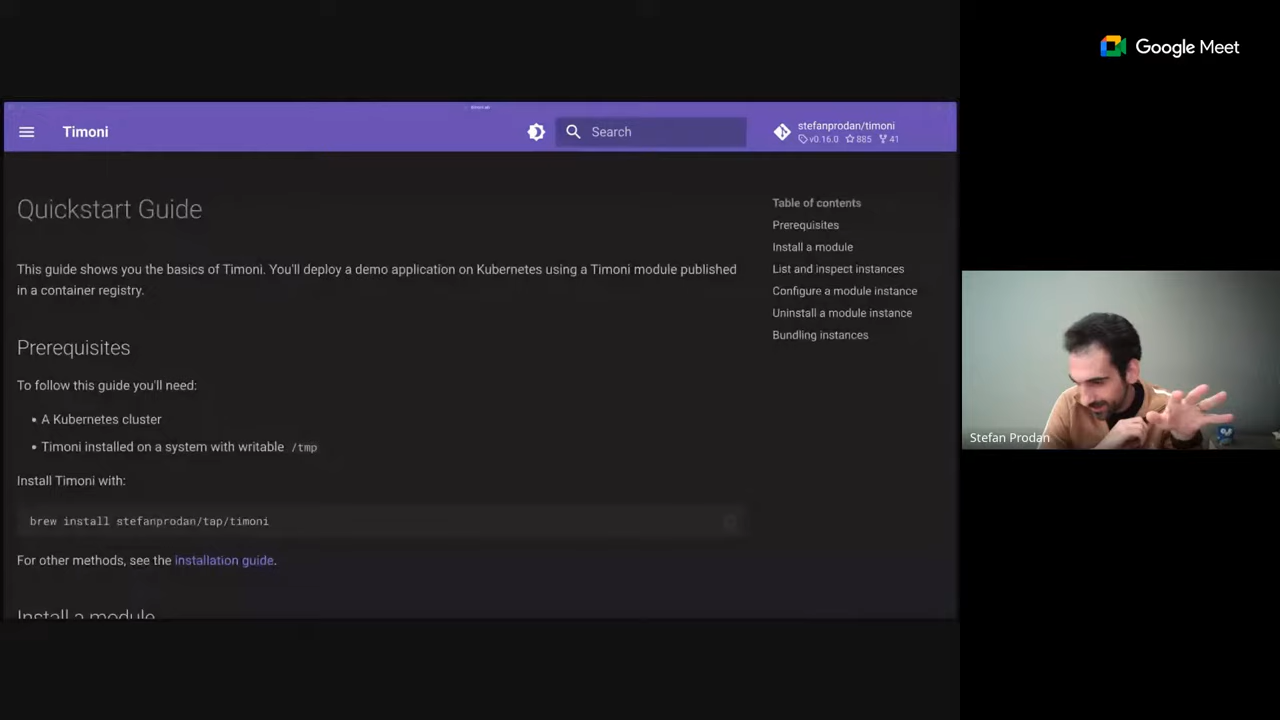 Google Meet
Timoni
Search
stefanprodan/timoni
v0.16.0 885 41
Quickstart Guide
This guide shows you the basics of Timoni. You'll deploy a demo application on Kubernetes using a Timoni module published
in a container registry.
Prerequisites
To follow this guide you'll need:
A Kubernetes cluster
Timoni installed on a system with writable /tmp
Install Timoni with:
brew install stefanprodan/tap/timoni
For other methods, see the installation guide.
Install a module
Table of contents
Prerequisites
Install a module
List and inspect instances
Configure a module instance
Uninstall a module instance
Bundling instances
Stefan Prodan